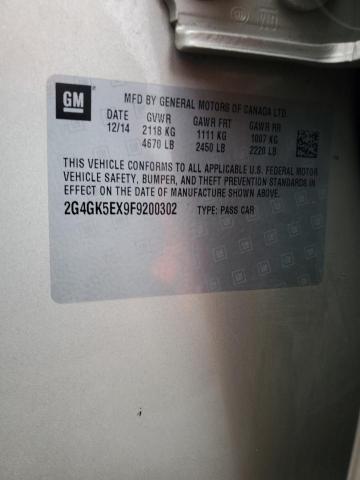 GM
MFD BY GENERAL MOTORS OF CANADA LTD.
DATE GVWR GAWR FRT GAWR RR
12/14 2118 KG 1111 KG 1007 KG
4670 LB 2450 LB 2220 LB
THIS VEHICLE CONFORMS TO ALL APPLICABLE U.S. FEDERAL MOTOR
VEHICLE SAFETY, BUMPER, AND THEFT PREVENTION STANDARDS IN
EFFECT ON THE DATE OF MANUFACTURE SHOWN ABOVE.
2G4GK5EX9F9200302 TYPE: PASS CAR